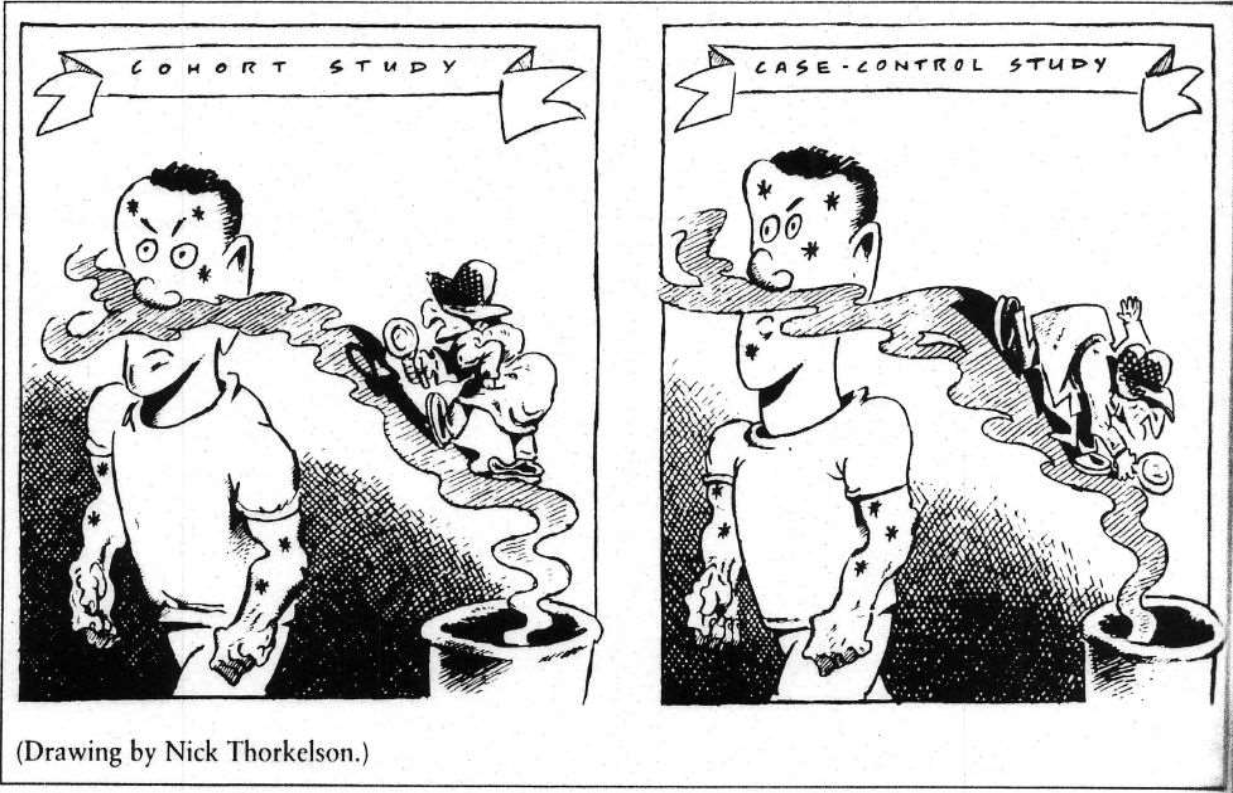 COHORT STUDY
CASE-CONTROL STUDY
(Drawing by Nick Thorkelson.)